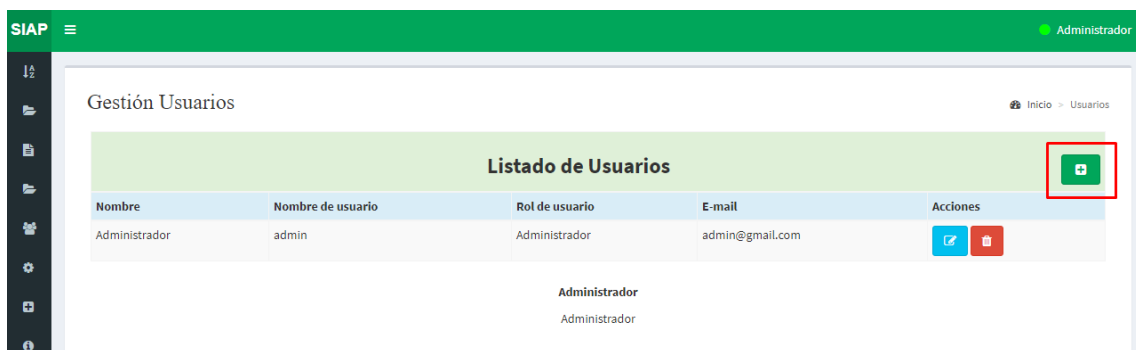 SIAP
Administrador
Gestión Usuarios
Inicio > Usuarios
Listado de Usuarios
Nombre Nombre de usuario Rol de usuario E-mail Acciones
Administrador admin Administrador admin@gmail.com
Administrador
Administrador